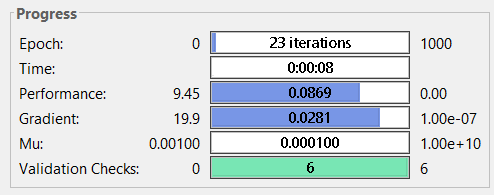 Progress
Epoch: 0 23 iterations 1000
Time: 0:00:08
Performance: 9.45 0.0869 0.00
Gradient: 19.9 0.0281 1.00e-07
Mu: 0.00100 0.000100 1.00e+10
Validation Checks: 0 6 6